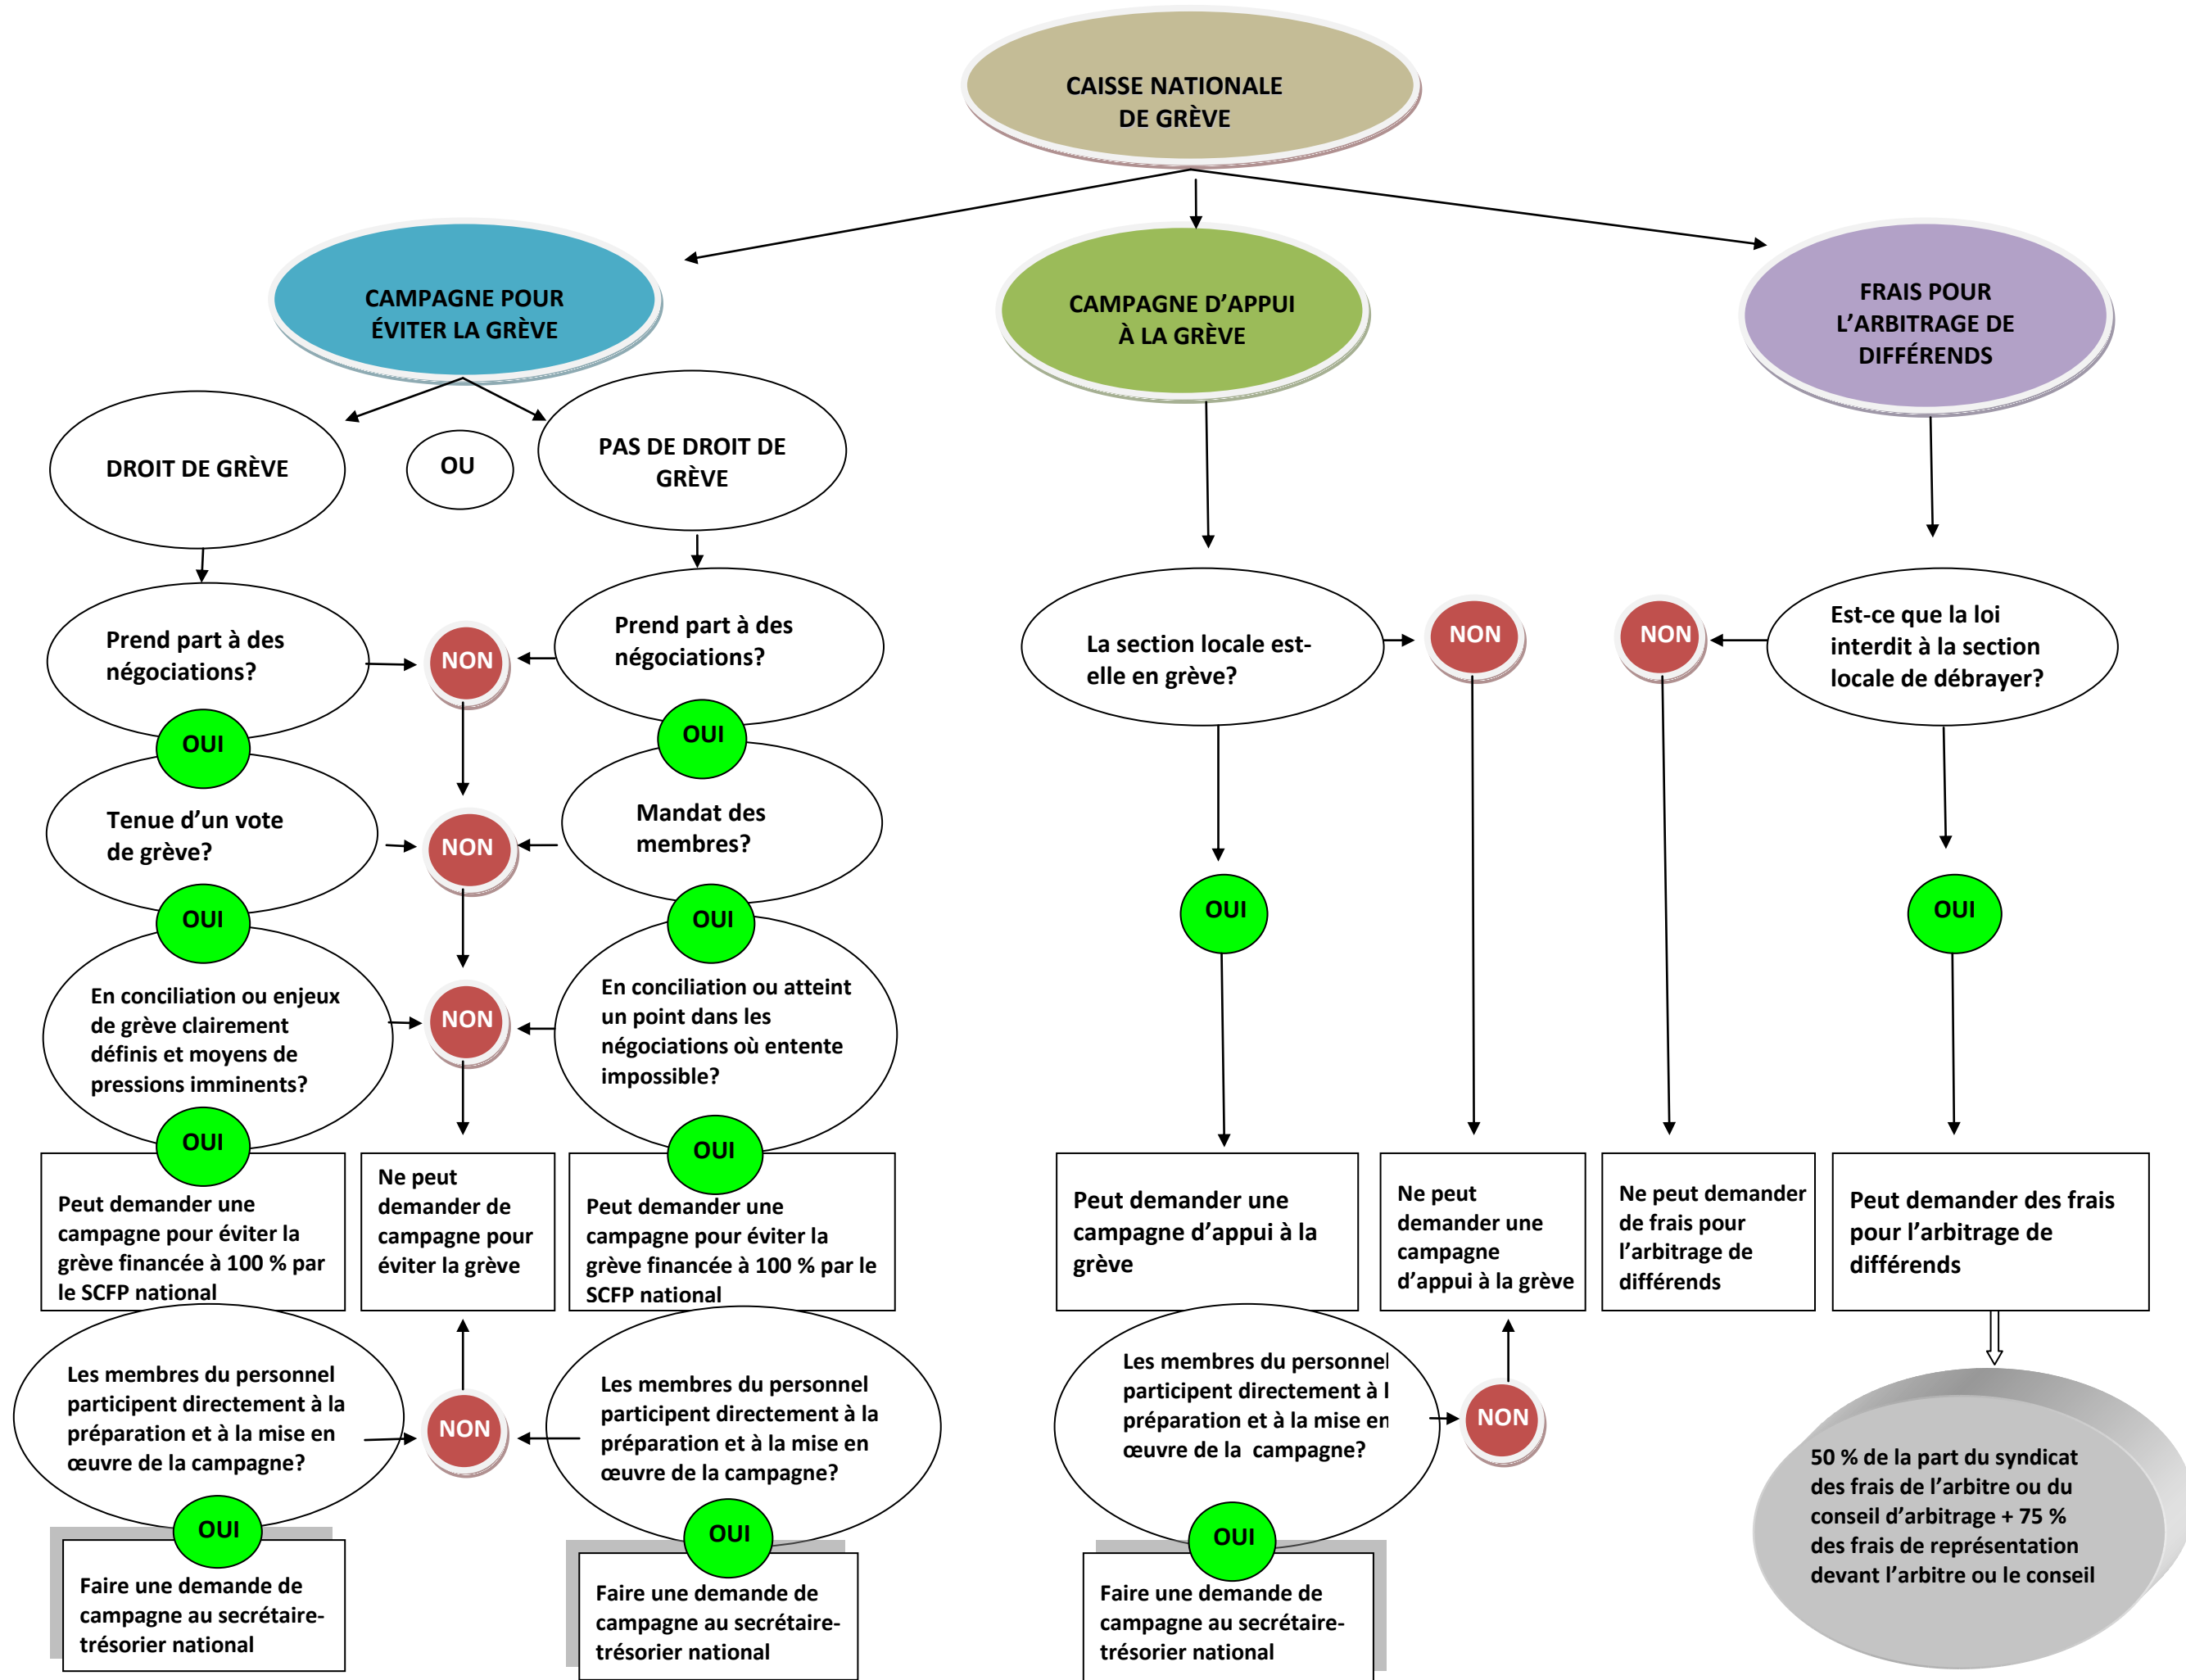 CAISSE NATIONALE
DE GRÈVE
CAMPAGNE POUR
ÉVITER LA GRÈVE
CAMPAGNE D’APPUI
À LA GRÈVE
FRAIS POUR
L’ARBITRAGE DE
DIFFÉRENDS
DROIT DE GRÈVE
OU
PAS DE DROIT DE
GRÈVE
Prend part à des
négociations?
NON
Prend part à des
négociations?
La section locale est-
elle en grève?
NON
NON
Est-ce que la loi
interdit à la section
locale de débrayer?
OUI
OUI
Tenue d’un vote
de grève?
NON
Mandat des
membres?
OUI
OUI
OUI
OUI
En conciliation ou enjeux
de grève clairement
définis et moyens de
pressions imminents?
NON
En conciliation ou atteint
un point dans les
négociations où entente
impossible?
OUI
OUI
Peut demander une
campagne pour éviter la
grève financée à 100 % par
le SCFP national
Ne peut
demander de
campagne pour
éviter la grève
Peut demander une
campagne pour éviter la
grève financée à 100 % par le
SCFP national
Peut demander une
campagne d’appui à la
grève
Ne peut
demander une
campagne
d’appui à la grève
Ne peut demander
de frais pour
l’arbitrage de
différends
Peut demander des frais
pour l’arbitrage de
différends
Les membres du personnel
participent directement à la
préparation et à la mise en
œuvre de la campagne?
NON
Les membres du personnel
participent directement à la
préparation et à la mise en
œuvre de la campagne?
Les membres du personnel
participent directement à l
préparation et à la mise en
œuvre de la campagne?
NON
50 % de la part du syndicat
des frais de l’arbitre ou du
conseil d’arbitrage + 75 %
des frais de représentation
devant l’arbitre ou le conseil
OUI
OUI
OUI
Faire une demande de
campagne au secrétaire-
trésorier national
Faire une demande de
campagne au secrétaire-
trésorier national
Faire une demande de
campagne au secrétaire-
trésorier national